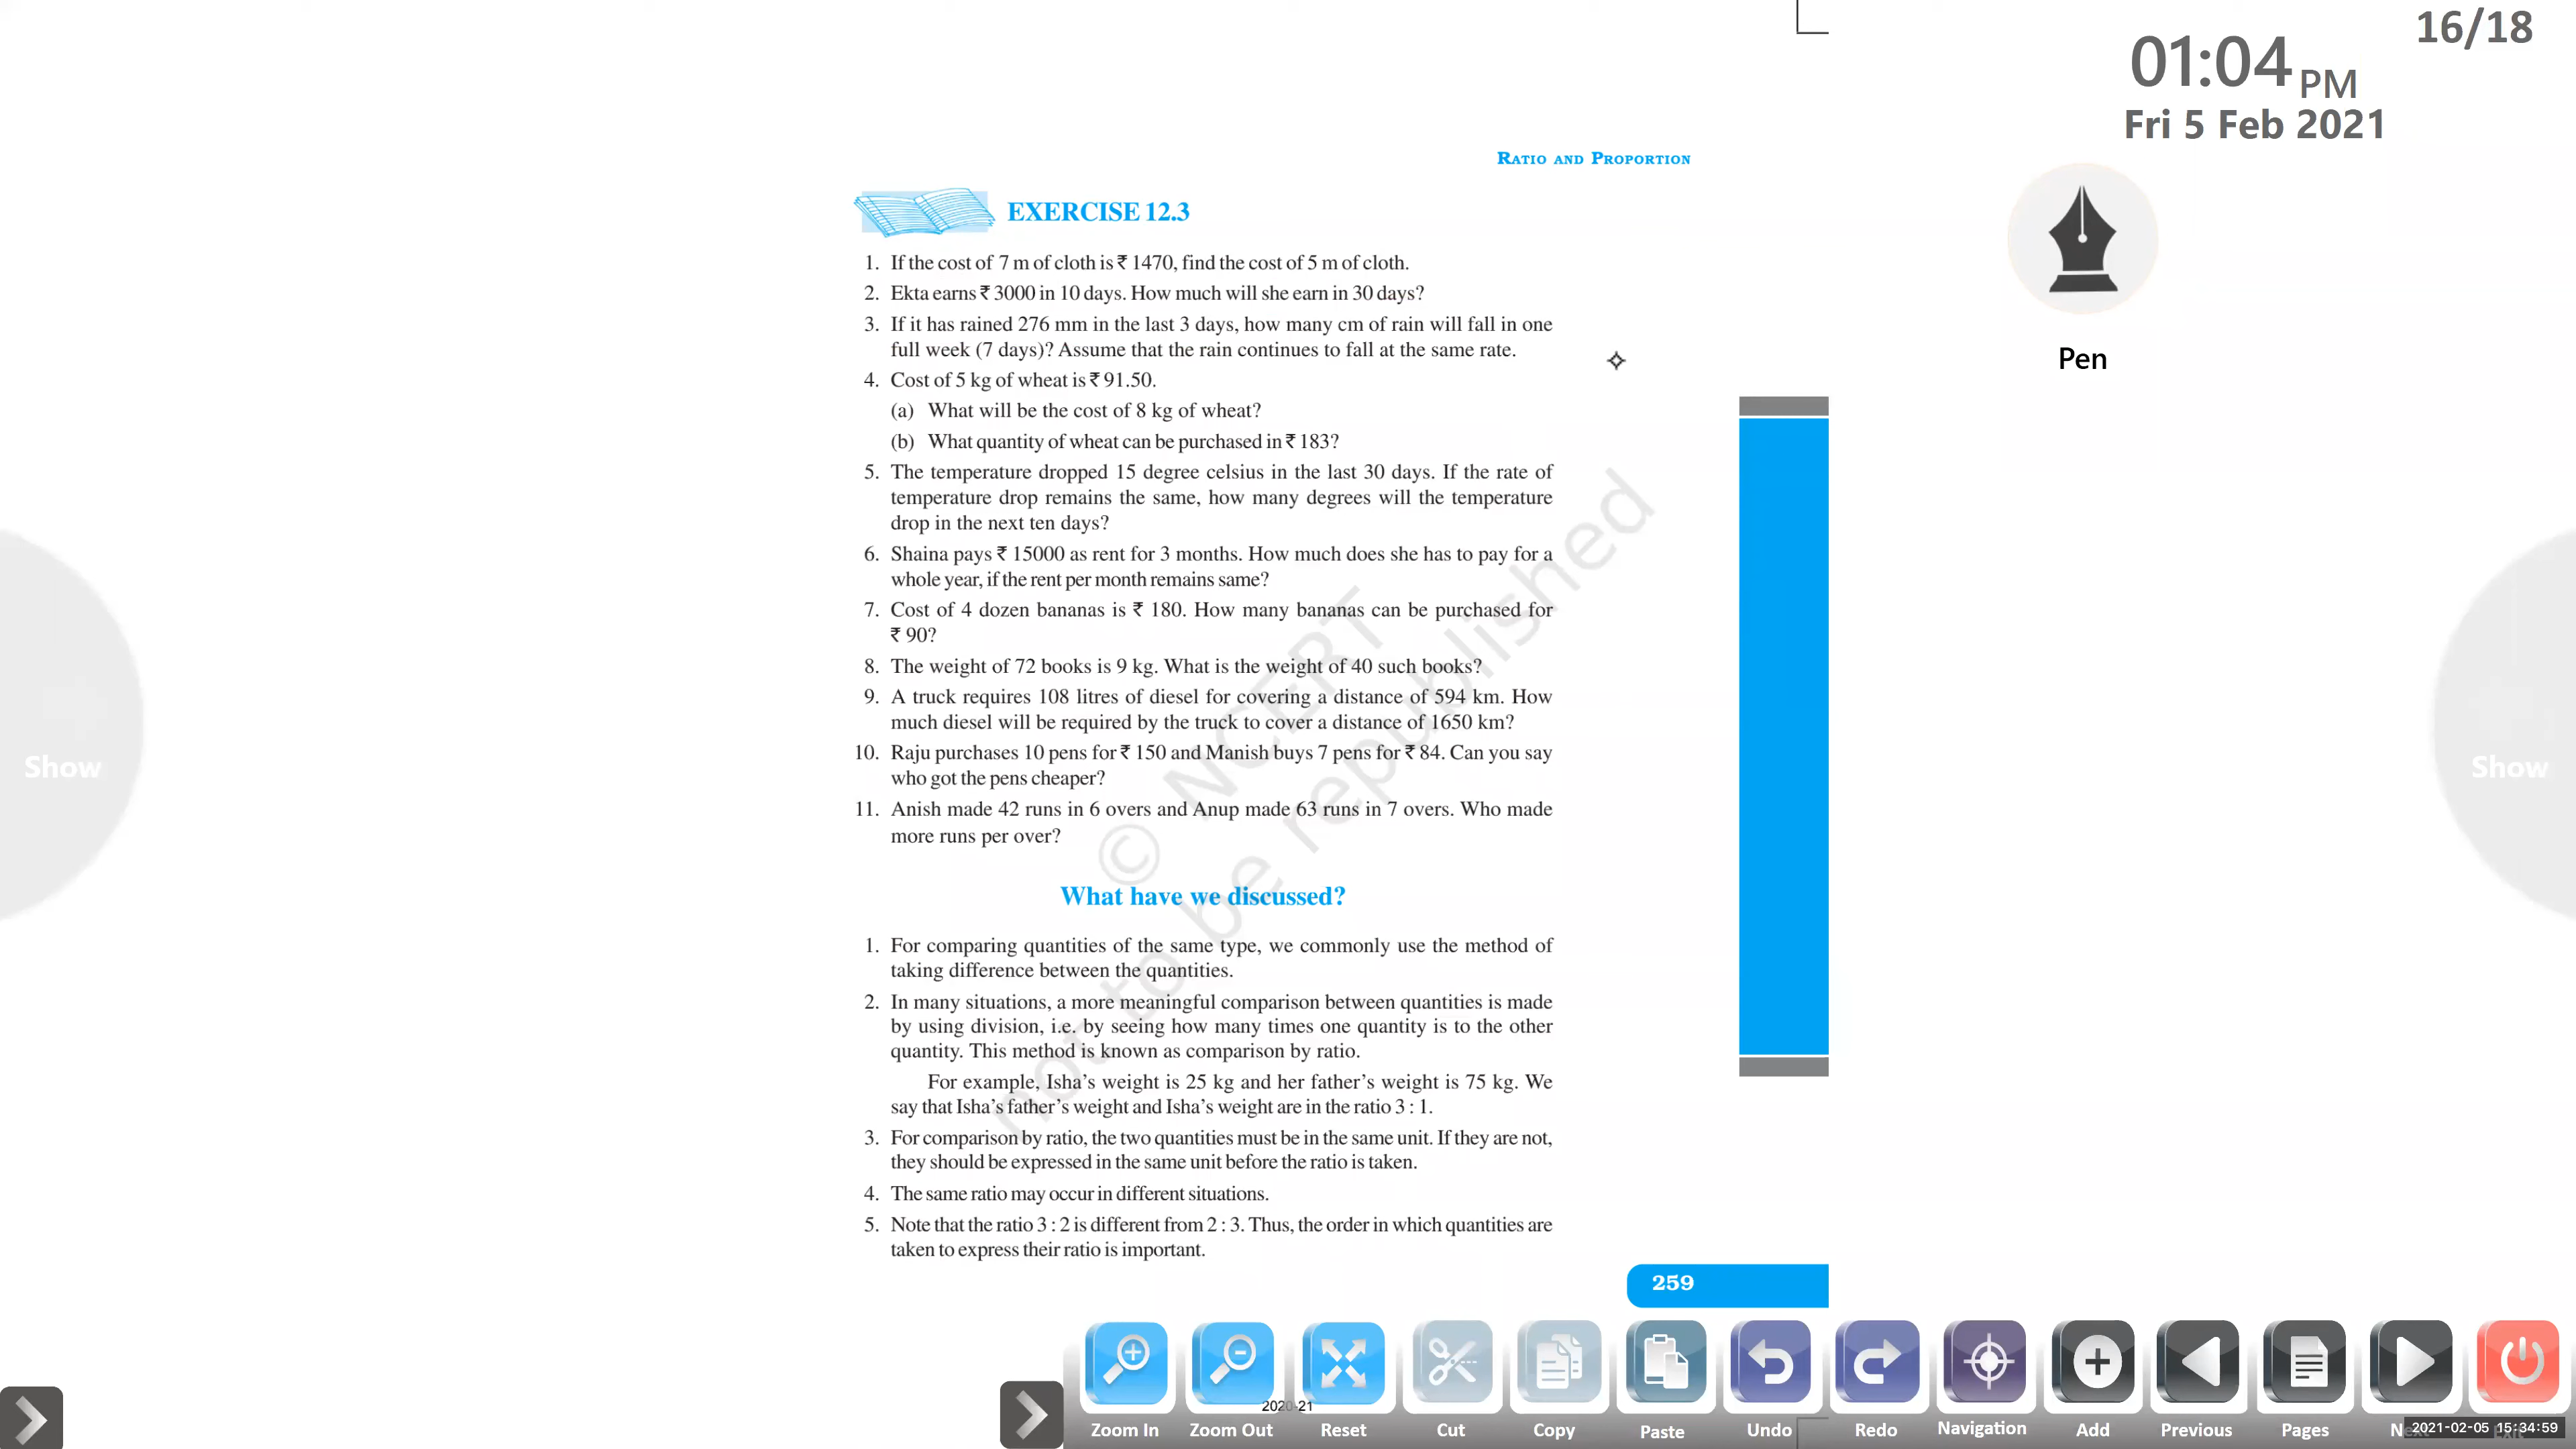 16/18
01:04 PM
Fri 5 Feb 2021
RATIO AND PROPORTION
EXERCISE 12.3
1. If the cost of 7 m of cloth is ₹ 1470, find the cost of 5 m of cloth.
2. Ekta earns ₹ 3000 in 10 days. How much will she earn in 30 days?
3. If it has rained 276 mm in the last 3 days, how many cm of rain will fall in one
full week (7 days)? Assume that the rain continues to fall at the same rate.
4. Cost of 5 kg of wheat is ₹ 91.50.
(a) What will be the cost of 8 kg of wheat?
(b) What quantity of wheat can be purchased in ₹ 183?
5. The temperature dropped 15 degree celsius in the last 30 days. If the rate of
temperature drop remains the same, how many degrees will the temperature
drop in the next ten days?
6. Shaina pays ₹ 15000 as rent for 3 months. How much does she has to pay for a
whole year, if the rent per month remains same?
7. Cost of 4 dozen bananas is ₹ 180. How many bananas can be purchased for
₹ 90?
8. The weight of 72 books is 9 kg. What is the weight of 40 such books?
9. A truck requires 108 litres of diesel for covering a distance of 594 km. How
much diesel will be required by the truck to cover a distance of 1650 km?
10. Raju purchases 10 pens for ₹ 150 and Manish buys 7 pens for ₹ 84. Can you say
who got the pens cheaper?
11. Anish made 42 runs in 6 overs and Anup made 63 runs in 7 overs. Who made
more runs per over?
What have we discussed?
1. For comparing quantities of the same type, we commonly use the method of
taking difference between the quantities.
2. In many situations, a more meaningful comparison between quantities is made
by using division, i.e. by seeing how many times one quantity is to the other
quantity. This method is known as comparison by ratio.
For example, Isha's weight is 25 kg and her father's weight is 75 kg. We
say that Isha's father's weight and Isha's weight are in the ratio 3 : 1.
3. For comparison by ratio, the two quantities must be in the same unit. If they are not,
they should be expressed in the same unit before the ratio is taken.
4. The same ratio may occur in different situations.
5. Note that the ratio 3 : 2 is different from 2 : 3. Thus, the order in which quantities are
taken to express their ratio is important.
© NCERT
not to be republished
259
Pen
Show
Show
2020-21
Zoom In Zoom Out Reset Cut Copy Paste Undo Redo Navigation Add Previous Pages
2021-02-05 15:34:59